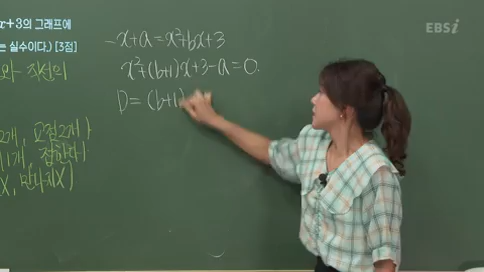 x+3의 그래프에
는 실수이다.) [3점]
와 직선의
2개, 교점2개)
1개, 접한다
X, 만나지X)
-x+a=x²+bx+3
x²+(b+1)x+3-a=0.
D=(b+1)
EBSi